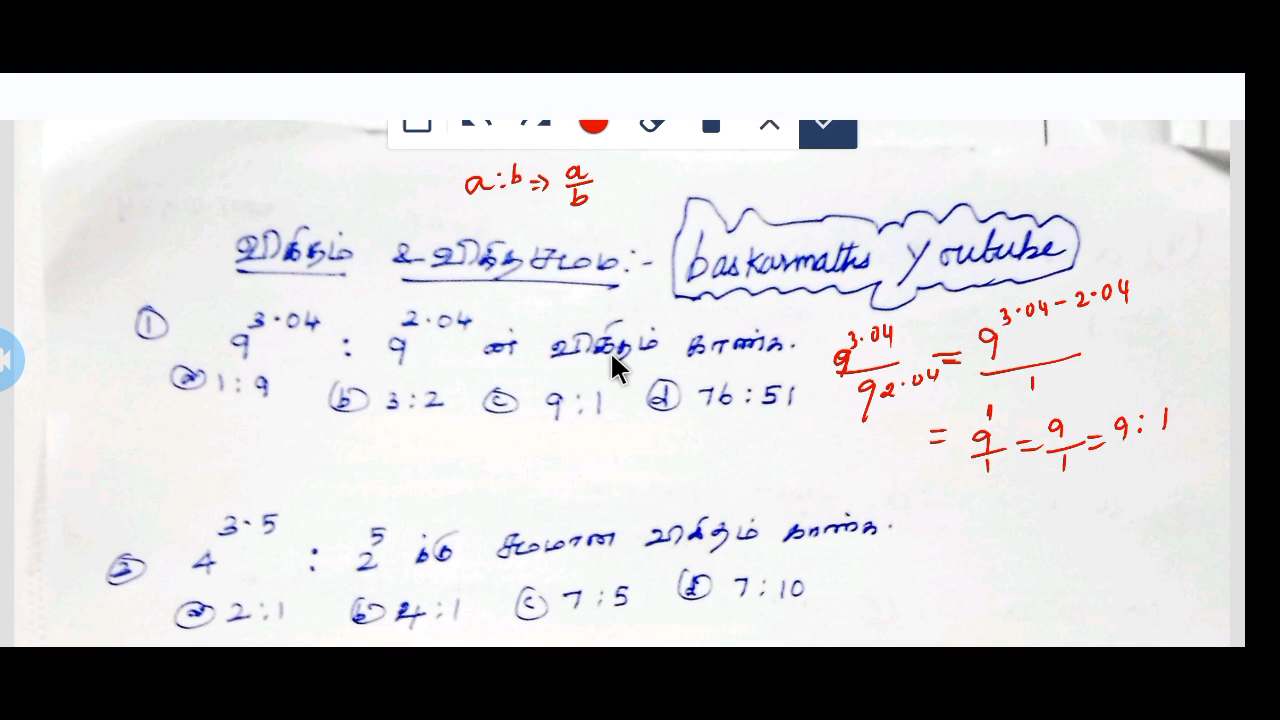 a : b => a/b
விகிதம் & விகிதசமம் :-
baskarmaths Youtube
① 9^3.04 : 9^2.04 ன் விகிதம் காண்க.
ⓐ 1 : 9 ⓑ 3 : 2 ⓒ 9 : 1 ⓓ 76 : 51
9^3.04 / 9^2.04 = 9^3.04-2.04 / 1
= 9^1 / 1 = 9 / 1 = 9 : 1
② 4^3.5 : 2^5 க்கு சமமான விகிதம் காண்க.
ⓐ 2 : 1 ⓑ 4 : 1 ⓒ 7 : 5 ⓓ 7 : 10